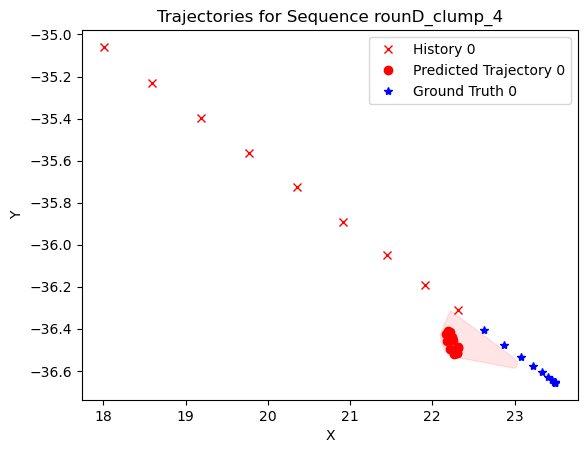 Trajectories for Sequence rounD_clump_4
History 0
Predicted Trajectory 0
Ground Truth 0
−35.0
−35.2
−35.4
−35.6
−35.8
−36.0
−36.2
−36.4
−36.6
Y
18 19 20 21 22 23
X